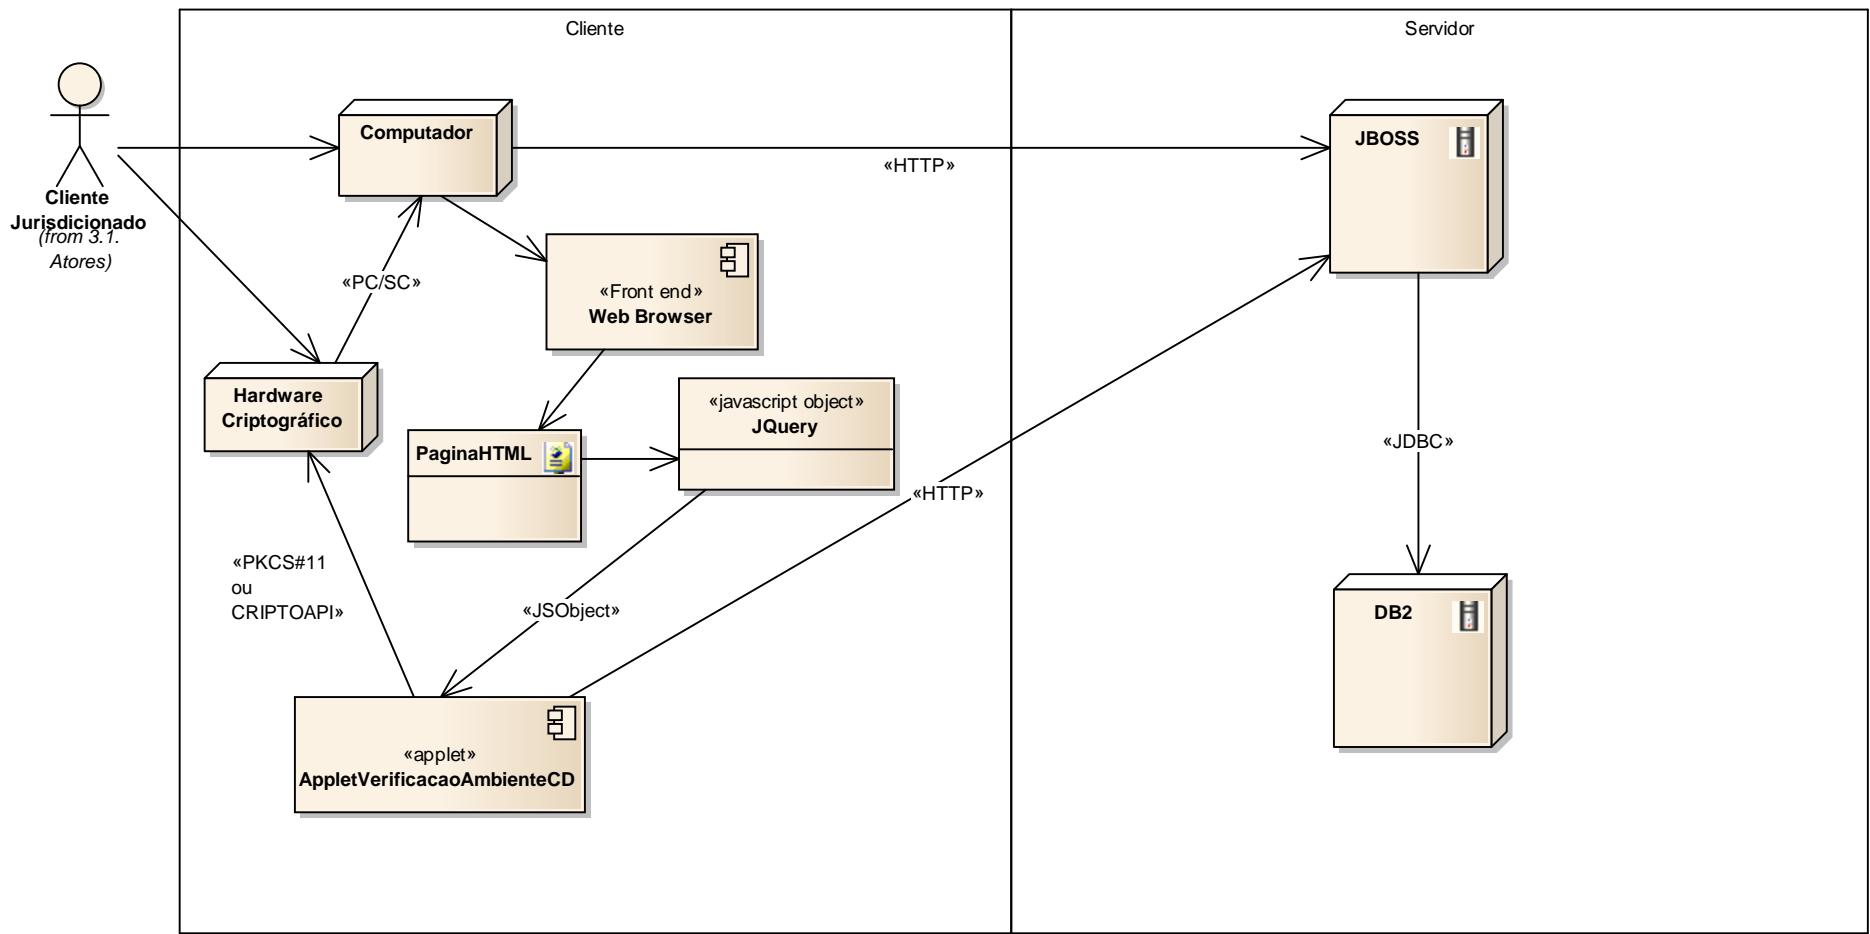 Cliente
Servidor
Cliente
Jurisdicionado
(from 3.1.
Atores)
Computador
«HTTP»
JBOSS
«PC/SC»
«Front end»
Web Browser
Hardware
Criptográfico
PaginaHTML
«javascript object»
JQuery
«HTTP»
«JDBC»
«PKCS#11
ou
CRIPTOAPI»
«JSObject»
DB2
«applet»
AppletVerificacaoAmbienteCD